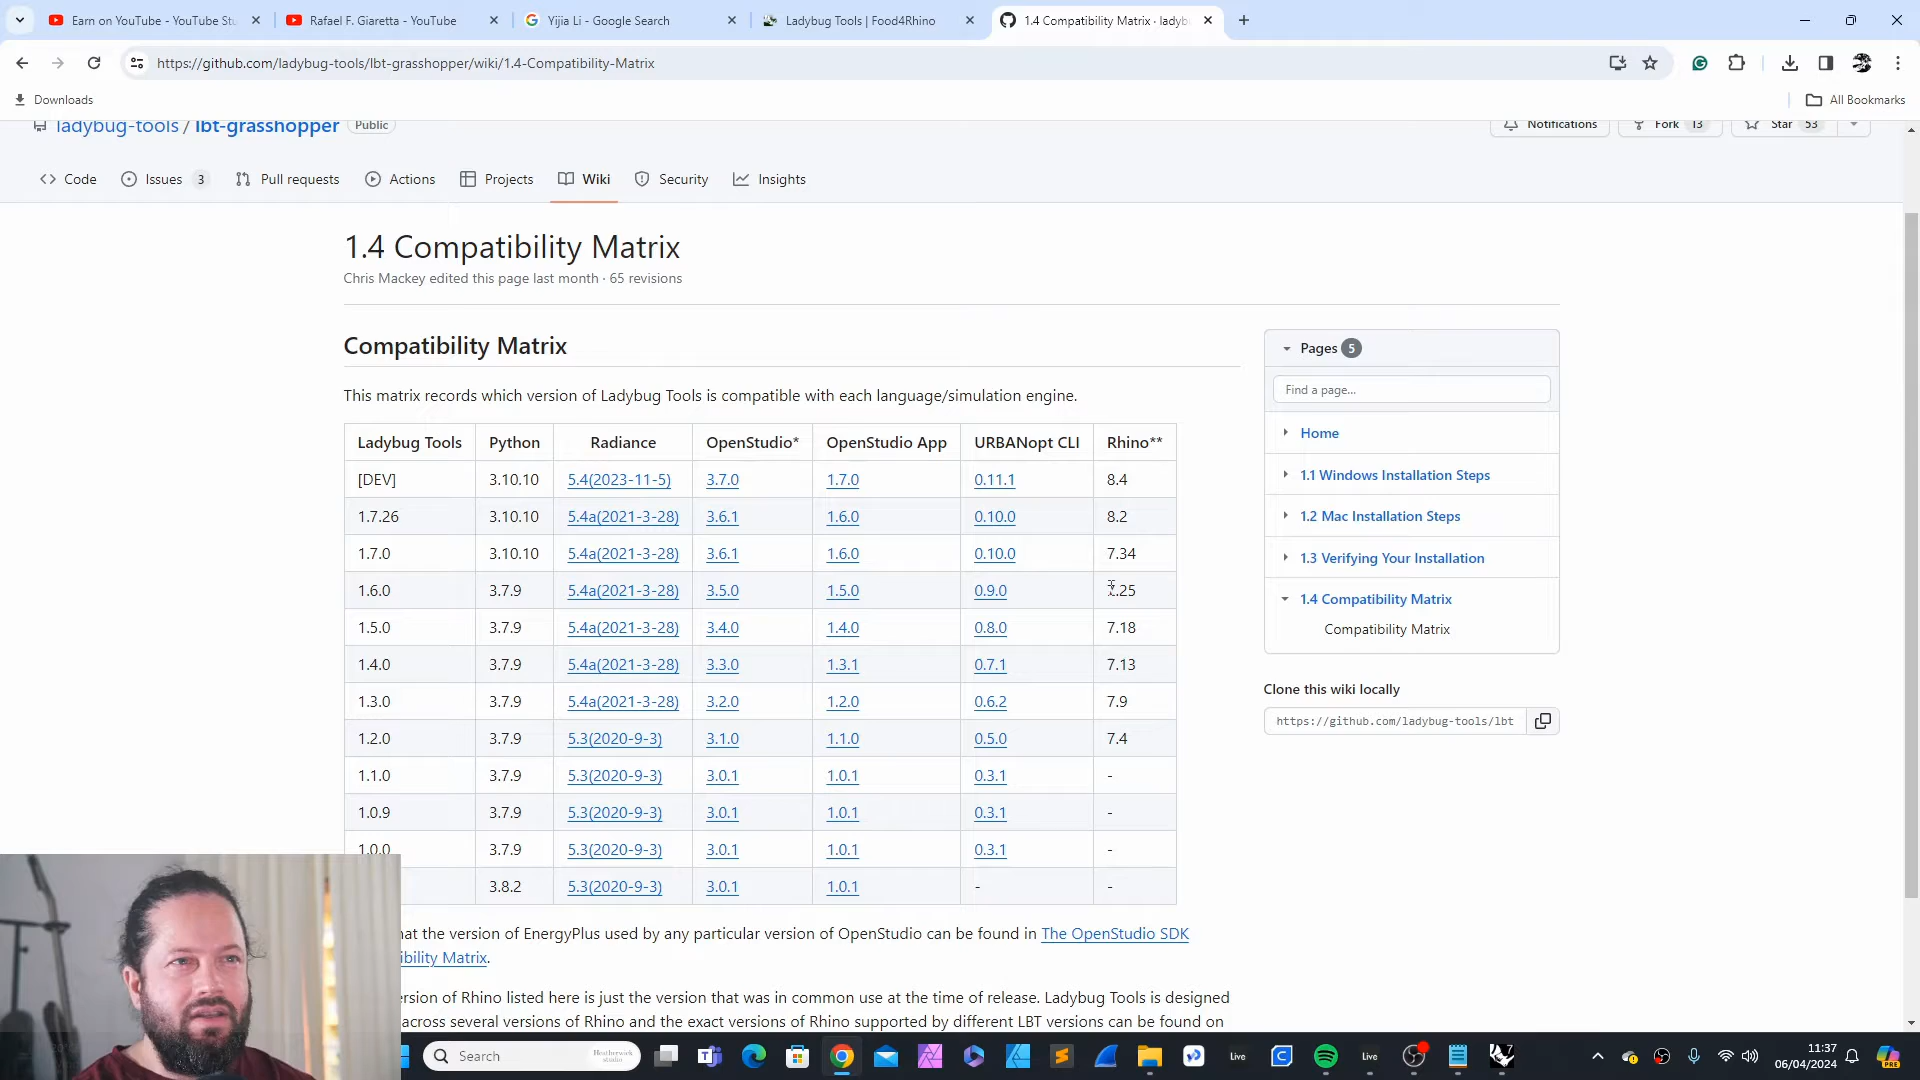 Earn on YouTube - YouTube Stu
Rafael F. Giaretta - YouTube
Yijia Li - Google Search
Ladybug Tools | Food4Rhino
1.4 Compatibility Matrix · ladyb
https://github.com/ladybug-tools/lbt-grasshopper/wiki/1.4-Compatibility-Matrix
Downloads
All Bookmarks
ladybug-tools / lbt-grasshopper Public
Notifications
Fork 13
Star 53
Code
Issues 3
Pull requests
Actions
Projects
Wiki
Security
Insights
1.4 Compatibility Matrix
Chris Mackey edited this page last month · 65 revisions
Compatibility Matrix
This matrix records which version of Ladybug Tools is compatible with each language/simulation engine.
Ladybug Tools Python Radiance OpenStudio* OpenStudio App URBANopt CLI Rhino**
[DEV] 3.10.10 5.4(2023-11-5) 3.7.0 1.7.0 0.11.1 8.4
1.7.26 3.10.10 5.4a(2021-3-28) 3.6.1 1.6.0 0.10.0 8.2
1.7.0 3.10.10 5.4a(2021-3-28) 3.6.1 1.6.0 0.10.0 7.34
1.6.0 3.7.9 5.4a(2021-3-28) 3.5.0 1.5.0 0.9.0 .25
1.5.0 3.7.9 5.4a(2021-3-28) 3.4.0 1.4.0 0.8.0 7.18
1.4.0 3.7.9 5.4a(2021-3-28) 3.3.0 1.3.1 0.7.1 7.13
1.3.0 3.7.9 5.4a(2021-3-28) 3.2.0 1.2.0 0.6.2 7.9
1.2.0 3.7.9 5.3(2020-9-3) 3.1.0 1.1.0 0.5.0 7.4
1.1.0 3.7.9 5.3(2020-9-3) 3.0.1 1.0.1 0.3.1 -
1.0.9 3.7.9 5.3(2020-9-3) 3.0.1 1.0.1 0.3.1 -
1.0.0 3.7.9 5.3(2020-9-3) 3.0.1 1.0.1 0.3.1 -
3.8.2 5.3(2020-9-3) 3.0.1 1.0.1 - -
hat the version of EnergyPlus used by any particular version of OpenStudio can be found in The OpenStudio SDK
ibility Matrix.
ersion of Rhino listed here is just the version that was in common use at the time of release. Ladybug Tools is designed
across several versions of Rhino and the exact versions of Rhino supported by different LBT versions can be found on
Pages 5
Find a page...
Home
1.1 Windows Installation Steps
1.2 Mac Installation Steps
1.3 Verifying Your Installation
1.4 Compatibility Matrix
Compatibility Matrix
Clone this wiki locally
https://github.com/ladybug-tools/lbt
Search
Heatherwick
studio
Live
Live
11:37
06/04/2024
PRE